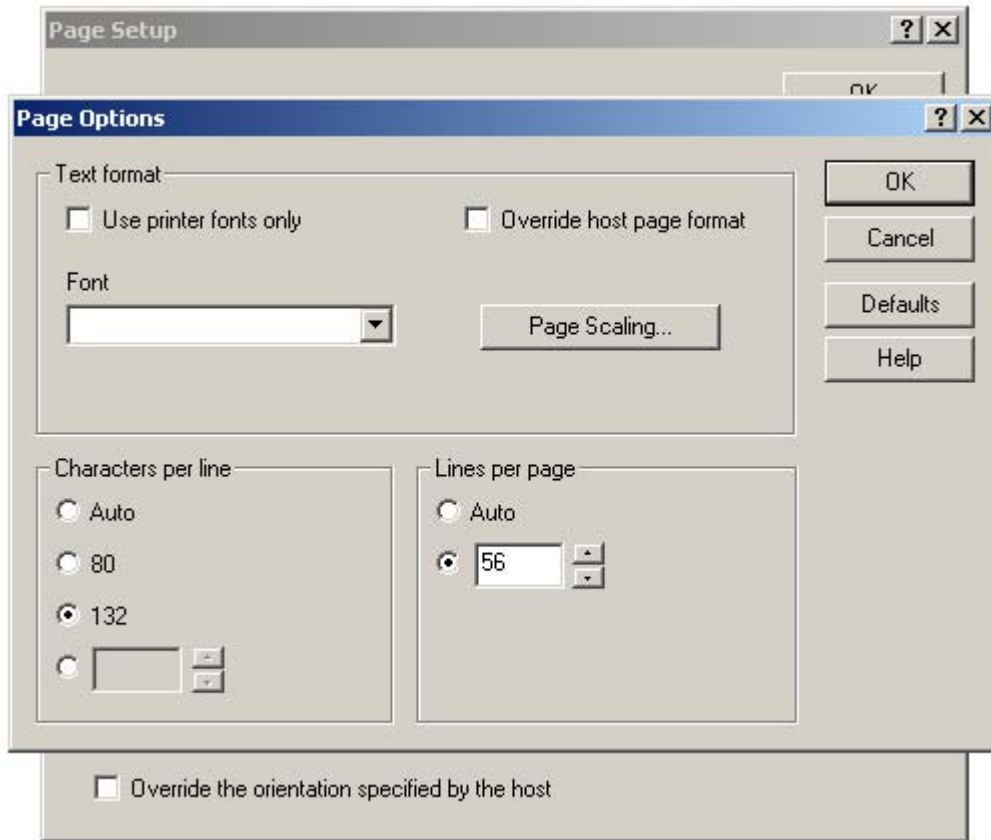 Page Setup
OK
Page Options
Text format
OK
Use printer fonts only Override host page format
Cancel
Font
Defaults
Page Scaling...
Help
Characters per line Lines per page
Auto Auto
80 56
132
Override the orientation specified by the host